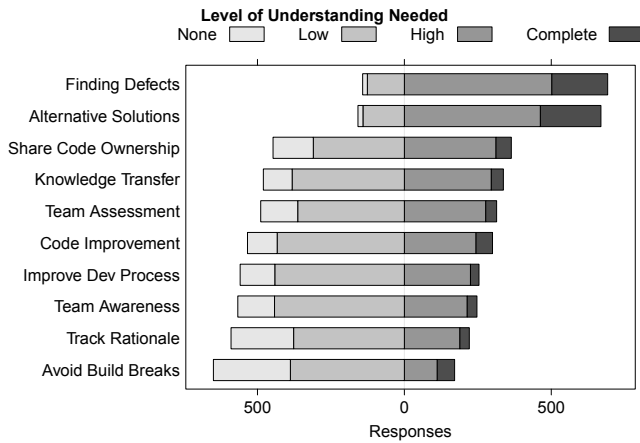 Level of Understanding Needed
None Low High Complete
Finding Defects
Alternative Solutions
Share Code Ownership
Knowledge Transfer
Team Assessment
Code Improvement
Improve Dev Process
Team Awareness
Track Rationale
Avoid Build Breaks
500 0 500
Responses